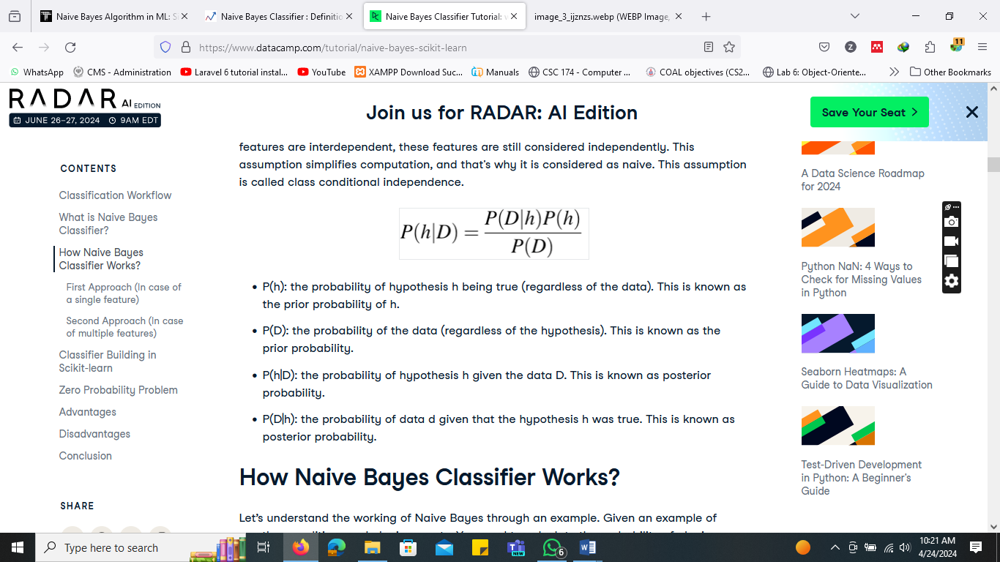 Naive Bayes Algorithm in ML: S
Naive Bayes Classifier : Definitio
Naive Bayes Classifier Tutorial: 
image_3_ijznzs.webp (WEBP Image,
https://www.datacamp.com/tutorial/naive-bayes-scikit-learn
11
WhatsApp
CMS - Administration
Laravel 6 tutorial instal...
YouTube
XAMPP Download Suc...
Manuals
CSC 174 - Computer ...
COAL objectives (CS2...
Lab 6: Object-Oriente...
Other Bookmarks
RADAR AI EDITION
JUNE 26-27, 2024 9AM EDT
Join us for RADAR: AI Edition
Save Your Seat
CONTENTS
Classification Workflow
What is Naive Bayes
Classifier?
How Naive Bayes
Classifier Works?
First Approach (In case of
a single feature)
Second Approach (In case
of multiple features)
Classifier Building in
Scikit-learn
Zero Probability Problem
Advantages
Disadvantages
Conclusion
SHARE
features are interdependent, these features are still considered independently. This
assumption simplifies computation, and that's why it is considered as naive. This assumption
is called class conditional independence.
P(h|D) = P(D|h)P(h) / P(D)
• P(h): the probability of hypothesis h being true (regardless of the data). This is known as
the prior probability of h.
• P(D): the probability of the data (regardless of the hypothesis). This is known as the
prior probability.
• P(h|D): the probability of hypothesis h given the data D. This is known as posterior
probability.
• P(D|h): the probability of data d given that the hypothesis h was true. This is known as
posterior probability.
How Naive Bayes Classifier Works?
Let's understand the working of Naive Bayes through an example. Given an example of
A Data Science Roadmap
for 2024
Python NaN: 4 Ways to
Check for Missing Values
in Python
Seaborn Heatmaps: A
Guide to Data Visualization
Test-Driven Development
in Python: A Beginner's
Guide
Type here to search
NEW
6
10:21 AM
4/24/2024